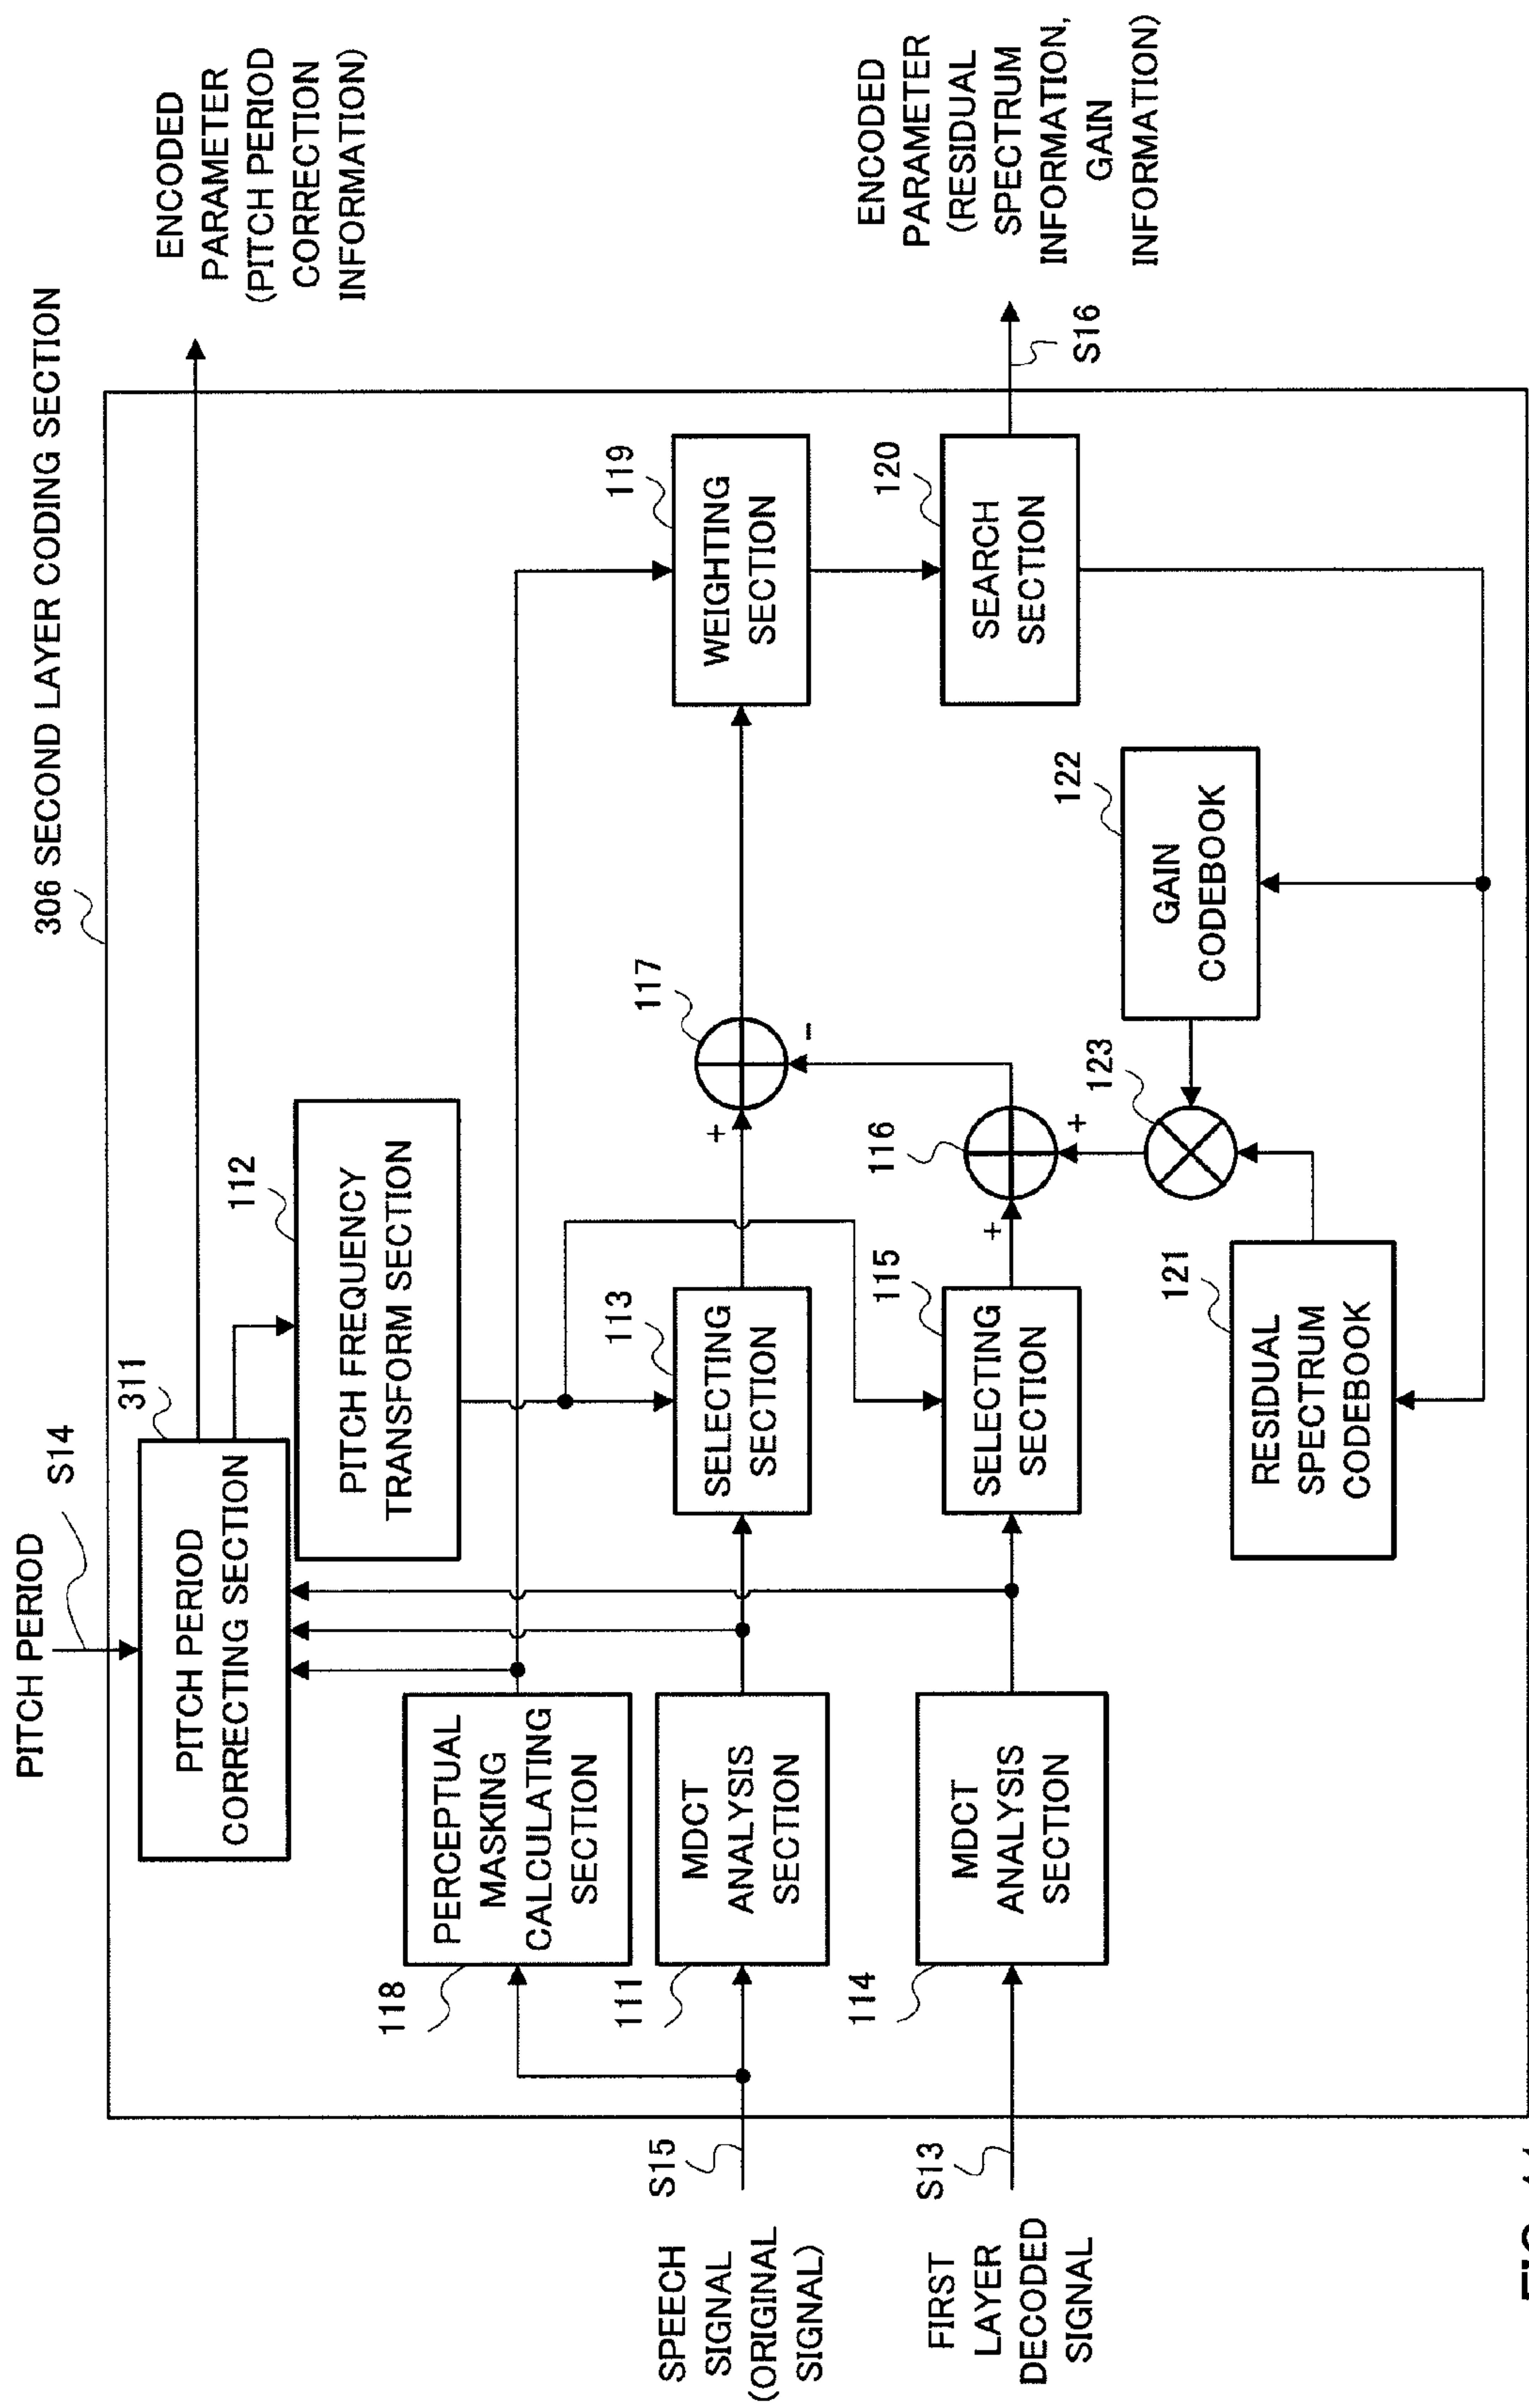 306 SECOND LAYER CODING SECTION
PITCH PERIOD
S14
311
PITCH PERIOD
CORRECTING SECTION
ENCODED
PARAMETER
(PITCH PERIOD
CORRECTION
INFORMATION)
112
PITCH FREQUENCY
TRANSFORM SECTION
118
PERCEPTUAL
MASKING
CALCULATING
SECTION
SPEECH
SIGNAL
(ORIGINAL
SIGNAL)
S15
111
MDCT
ANALYSIS
SECTION
113
SELECTING
SECTION
+
117
-
119
WEIGHTING
SECTION
FIRST
LAYER
DECODED
SIGNAL
S13
114
MDCT
ANALYSIS
SECTION
115
SELECTING
SECTION
+
116
+
120
SEARCH
SECTION
S16
ENCODED
PARAMETER
(RESIDUAL
SPECTRUM
INFORMATION,
GAIN
INFORMATION)
123
122
GAIN
CODEBOOK
121
RESIDUAL
SPECTRUM
CODEBOOK